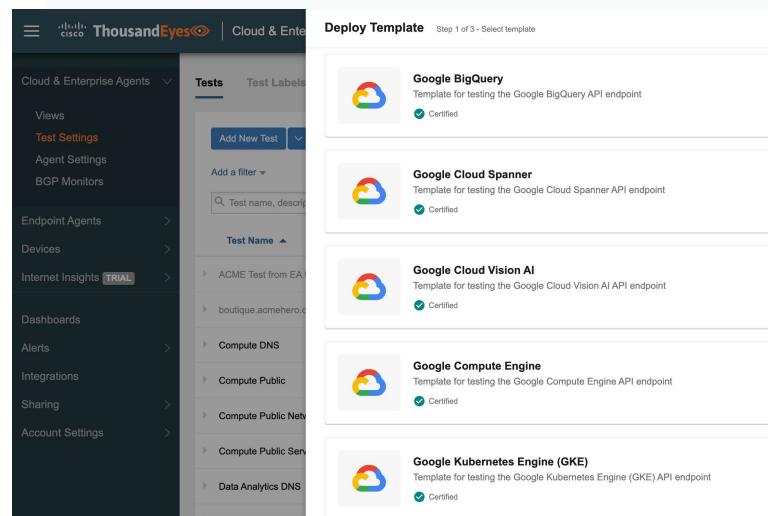 cisco ThousandEyes
Cloud & Ente
Deploy Template Step 1 of 3 - Select template
Cloud & Enterprise Agents
Views
Test Settings
Agent Settings
BGP Monitors
Endpoint Agents
Devices
Internet Insights TRIAL
Dashboards
Alerts
Integrations
Sharing
Account Settings
Tests Test Labels
Add New Test
Add a filter
Test name, descrip
Test Name
ACME Test from EA
boutique.acmehero.c
Compute DNS
Compute Public
Compute Public Netw
Compute Public Serv
Data Analytics DNS
Google BigQuery
Template for testing the Google BigQuery API endpoint
Certified
Google Cloud Spanner
Template for testing the Google Cloud Spanner API endpoint
Certified
Google Cloud Vision AI
Template for testing the Google Cloud Vision AI API endpoint
Certified
Google Compute Engine
Template for testing the Google Compute Engine API endpoint
Certified
Google Kubernetes Engine (GKE)
Template for testing the Google Kubernetes Engine (GKE) API endpoint
Certified